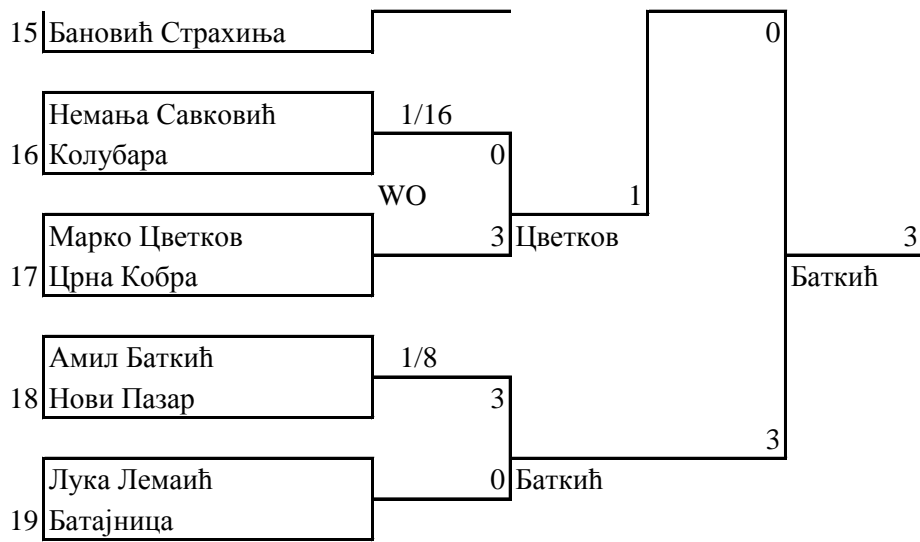 15 Бановић Страхиња
0
Немања Савковић 1/16
16 Колубара 0
WO 1
Марко Цветков 3 Цветков 3
17 Црна Кобра Баткић
Амил Баткић 1/8
18 Нови Пазар 3
3
Лука Лемаић 0 Баткић
19 Батајница